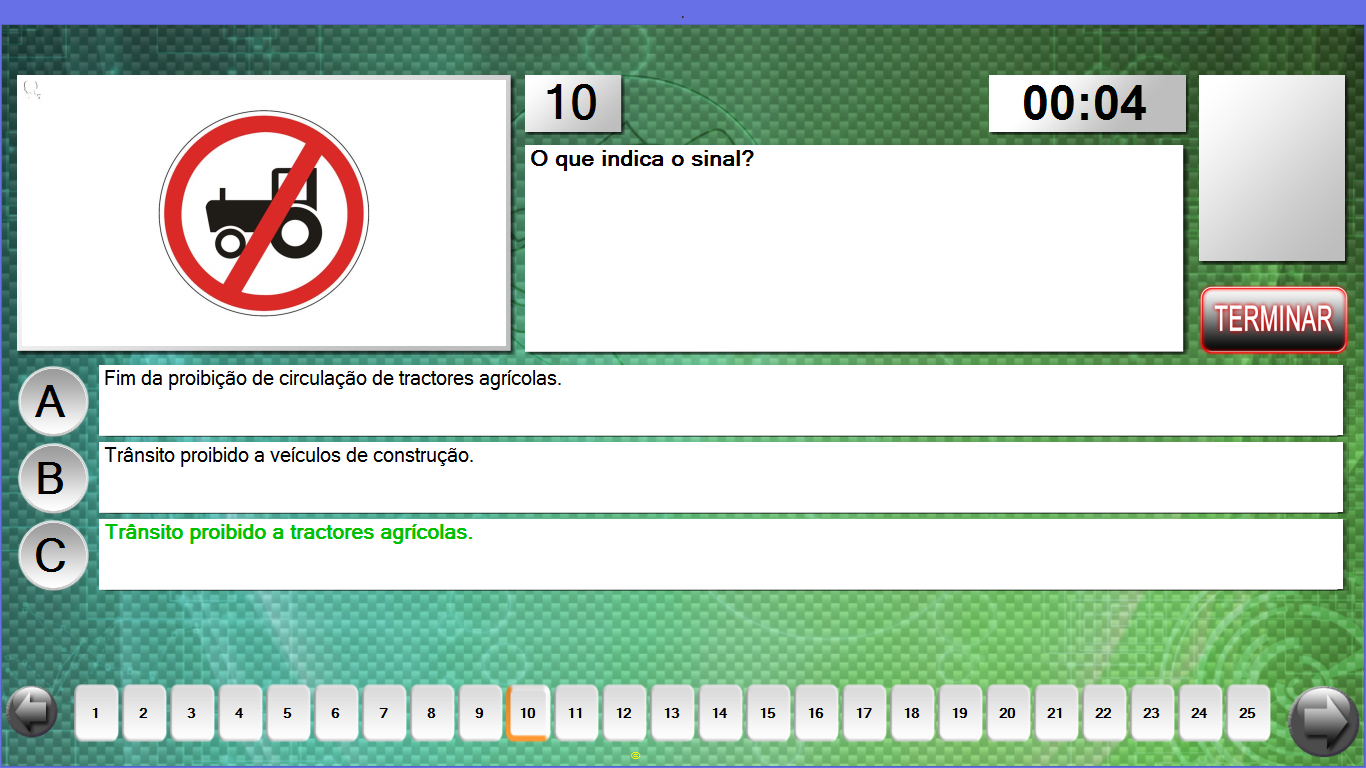 10
00:04
O que indica o sinal?
TERMINAR
A
Fim da proibição de circulação de tractores agrícolas.
B
Trânsito proibido a veículos de construção.
C
Trânsito proibido a tractores agrícolas.
1 2 3 4 5 6 7 8 9 10 11 12 13 14 15 16 17 18 19 20 21 22 23 24 25
©